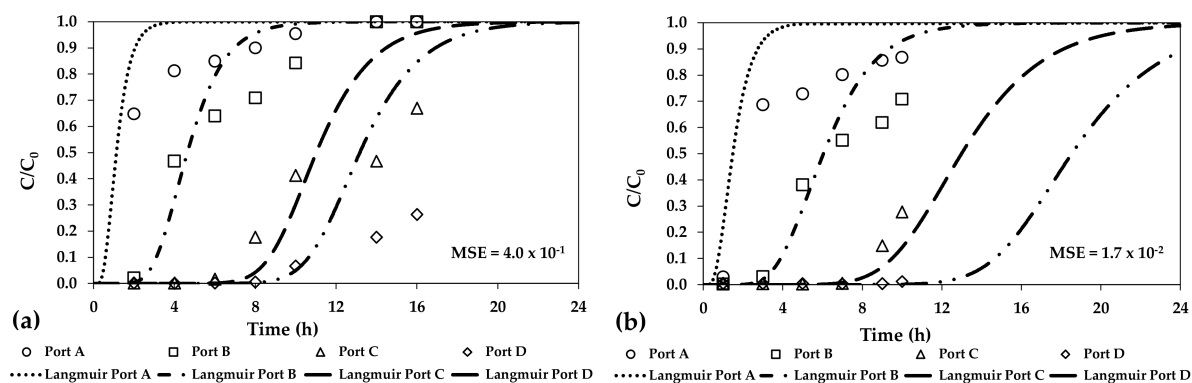 1.0
0.9
0.8
0.7
0.6
0.5
0.4
0.3
0.2
0.1
0.0
C/C0
MSE = 4.0 x 10-1
0 4 8 12 16 20 24
(a)
Time (h)
Port A Port B Port C Port D
Langmuir Port A Langmuir Port B Langmuir Port C Langmuir Port D
1.0
0.9
0.8
0.7
0.6
0.5
0.4
0.3
0.2
0.1
0.0
C/C0
MSE = 1.7 x 10-2
0 4 8 12 16 20 24
(b)
Time (h)
Port A Port B Port C Port D
Langmuir Port A Langmuir Port B Langmuir Port C Langmuir Port D